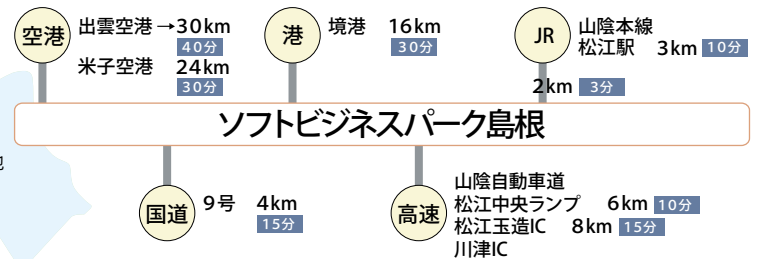 空港
出雲空港→30km
40分
米子空港 24km
30分
港
境港 16km
30分
JR
山陰本線
松江駅 3km 10分
2km 3分
ソフトビジネスパーク島根
国道
9号 4km
15分
高速
山陰自動車道
松江中央ランプ 6km 10分
松江玉造IC 8km 15分
川津IC